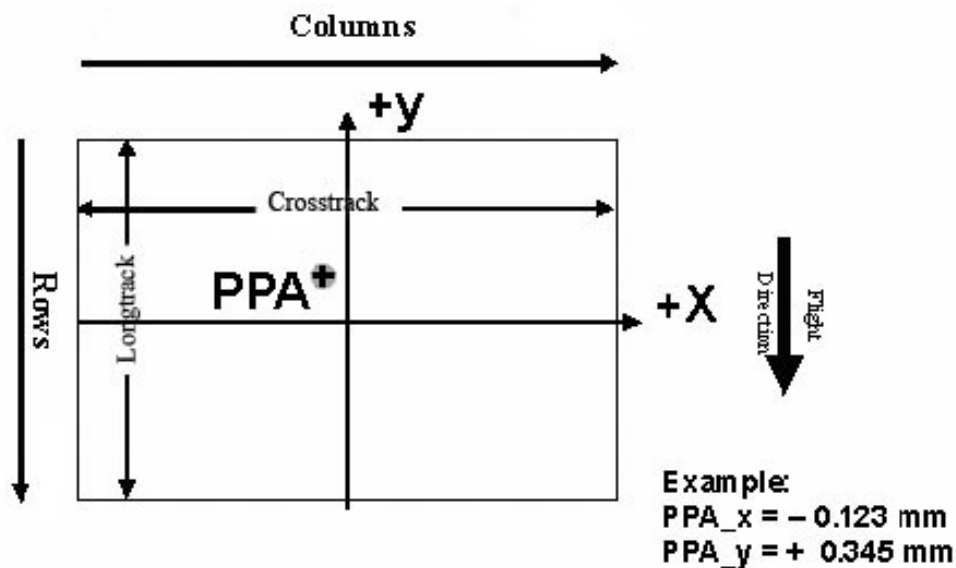 Columns
+y
Crosstrack
Rows
Longtrack
PPA+
+X
Flight
Direction
Example:
PPA_x = – 0.123 mm
PPA_y = + 0.345 mm